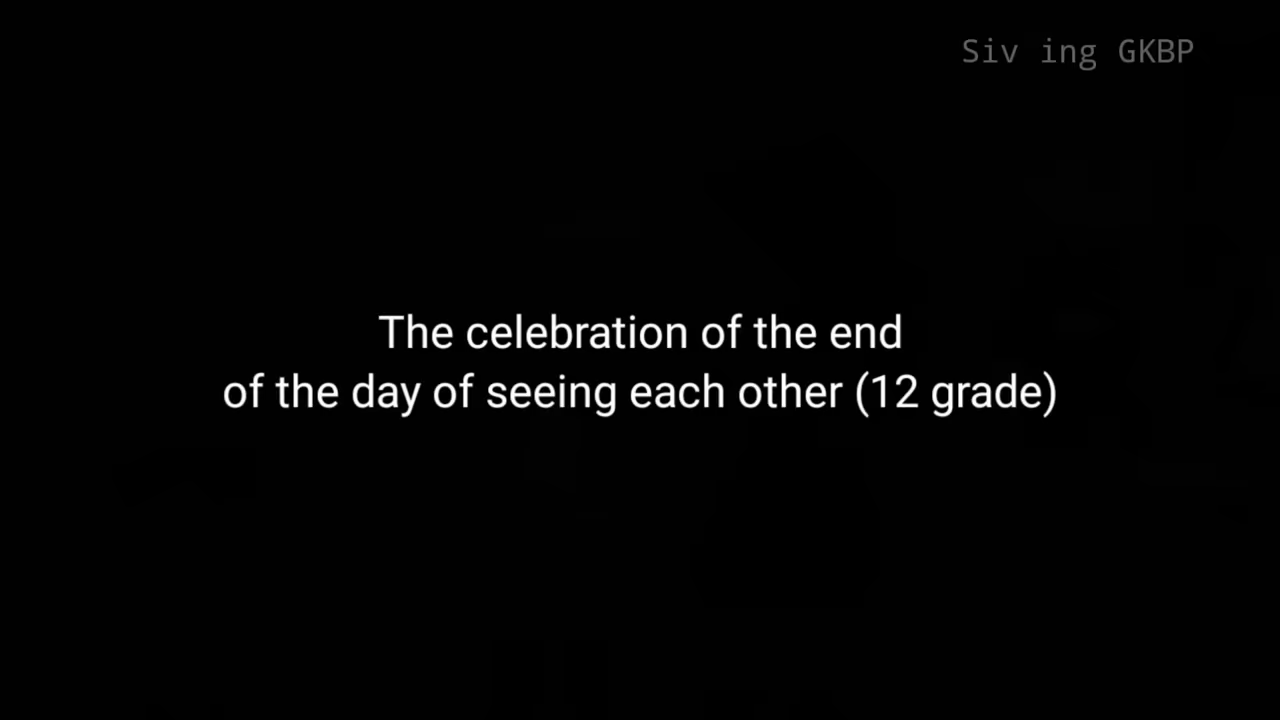 Siv ing GKBP
The celebration of the end
of the day of seeing each other (12 grade)